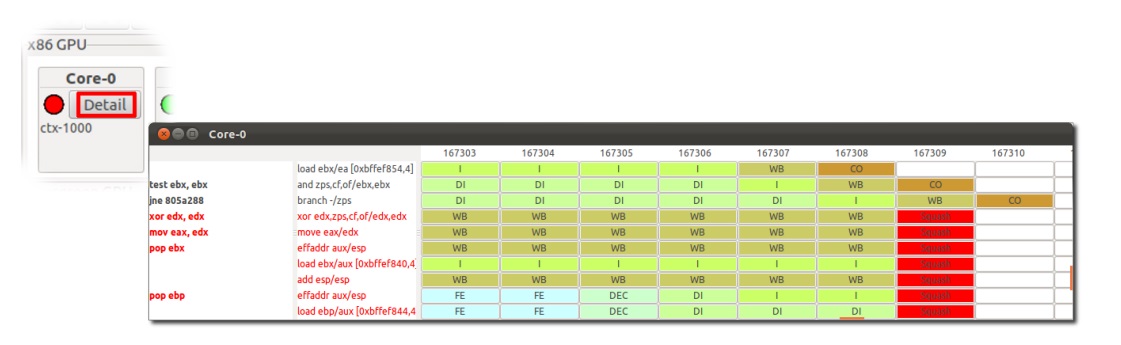 x86 GPU
Core-0
Detail
ctx-1000
Core-0
167303 167304 167305 167306 167307 167308 167309 167310
load ebx/ea [0xbffef854,4] I I I I WB CO
test ebx, ebx and zps,cf,of/ebx,ebx DI DI DI DI I WB CO
jne 805a288 branch -/zps DI DI DI DI DI I WB CO
xor edx, edx xor edx,zps,cf,of/edx,edx WB WB WB WB WB WB Squash
mov eax, edx move eax/edx WB WB WB WB WB WB Squash
pop ebx effaddr aux/esp WB WB WB WB WB WB Squash
load ebx/aux [0xbffef840,4] I I I I I I Squash
add esp/esp WB WB WB WB WB WB Squash
pop ebp effaddr aux/esp FE FE DEC DI I I Squash
load ebp/aux [0xbffef844,4 FE FE DEC DI DI DI Squash